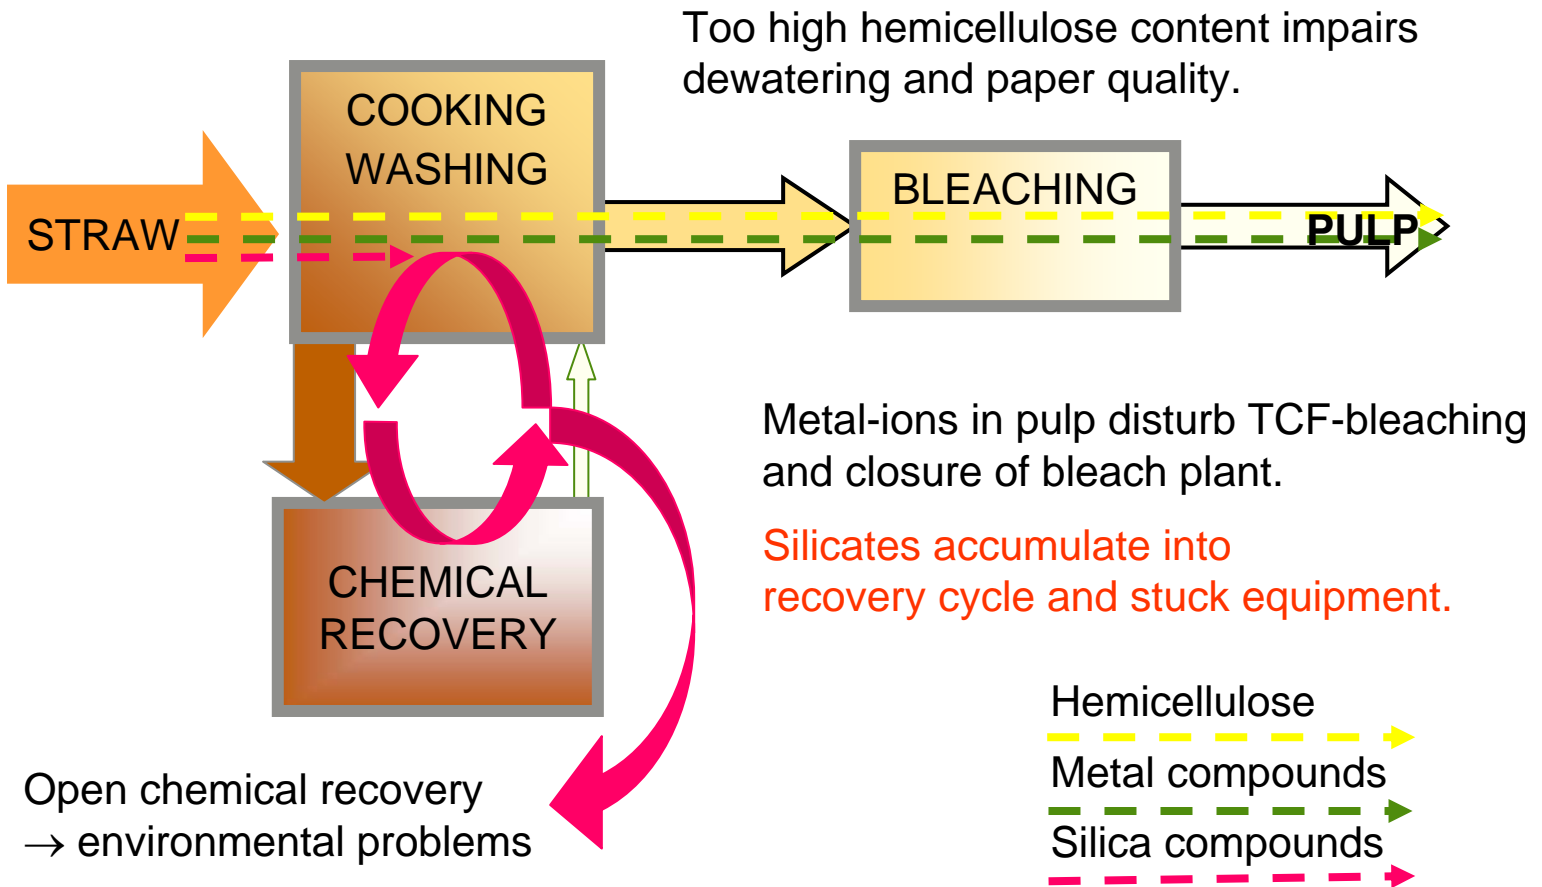 Too high hemicellulose content impairs
dewatering and paper quality.
COOKING
WASHING
BLEACHING
STRAW
PULP
Metal-ions in pulp disturb TCF-bleaching
and closure of bleach plant.
Silicates accumulate into
recovery cycle and stuck equipment.
CHEMICAL
RECOVERY
Open chemical recovery
→ environmental problems
Hemicellulose
Metal compounds
Silica compounds